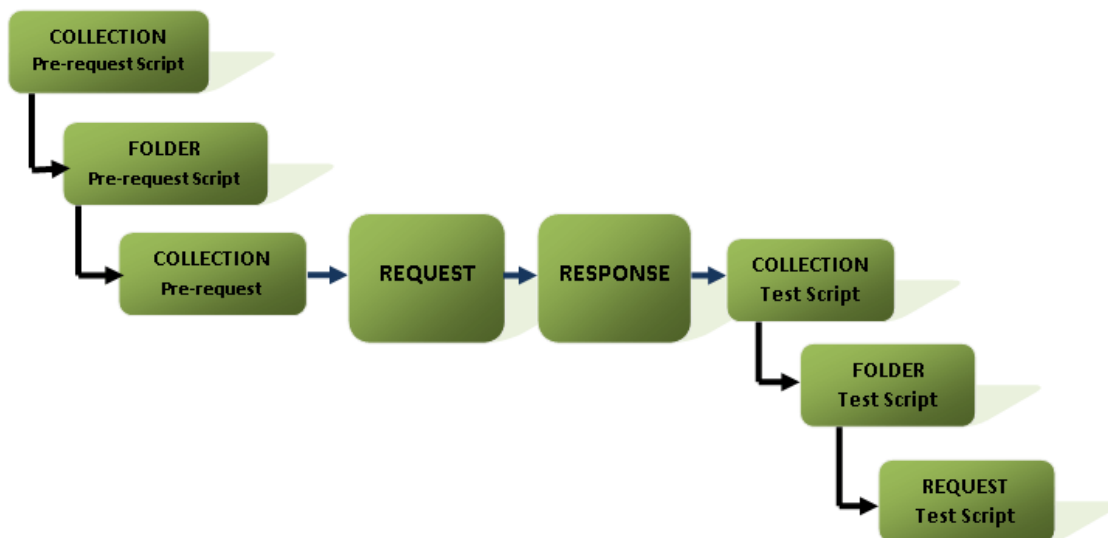 COLLECTION
Pre-request Script
FOLDER
Pre-request Script
COLLECTION
Pre-request
REQUEST
RESPONSE
COLLECTION
Test Script
FOLDER
Test Script
REQUEST
Test Script